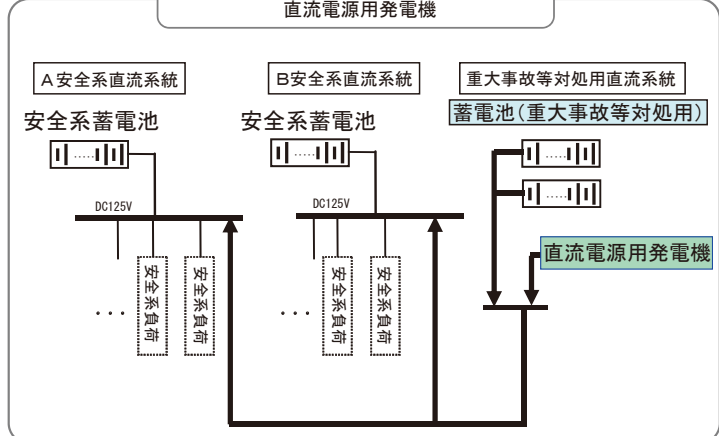 直流電源用発電機
A安全系直流系統
B安全系直流系統
重大事故等対処用直流系統
安全系蓄電池
安全系蓄電池
蓄電池（重大事故等対処用）
DC125V
DC125V
直流電源用発電機
・・・
安全系負荷
安全系負荷
・・・
安全系負荷
安全系負荷